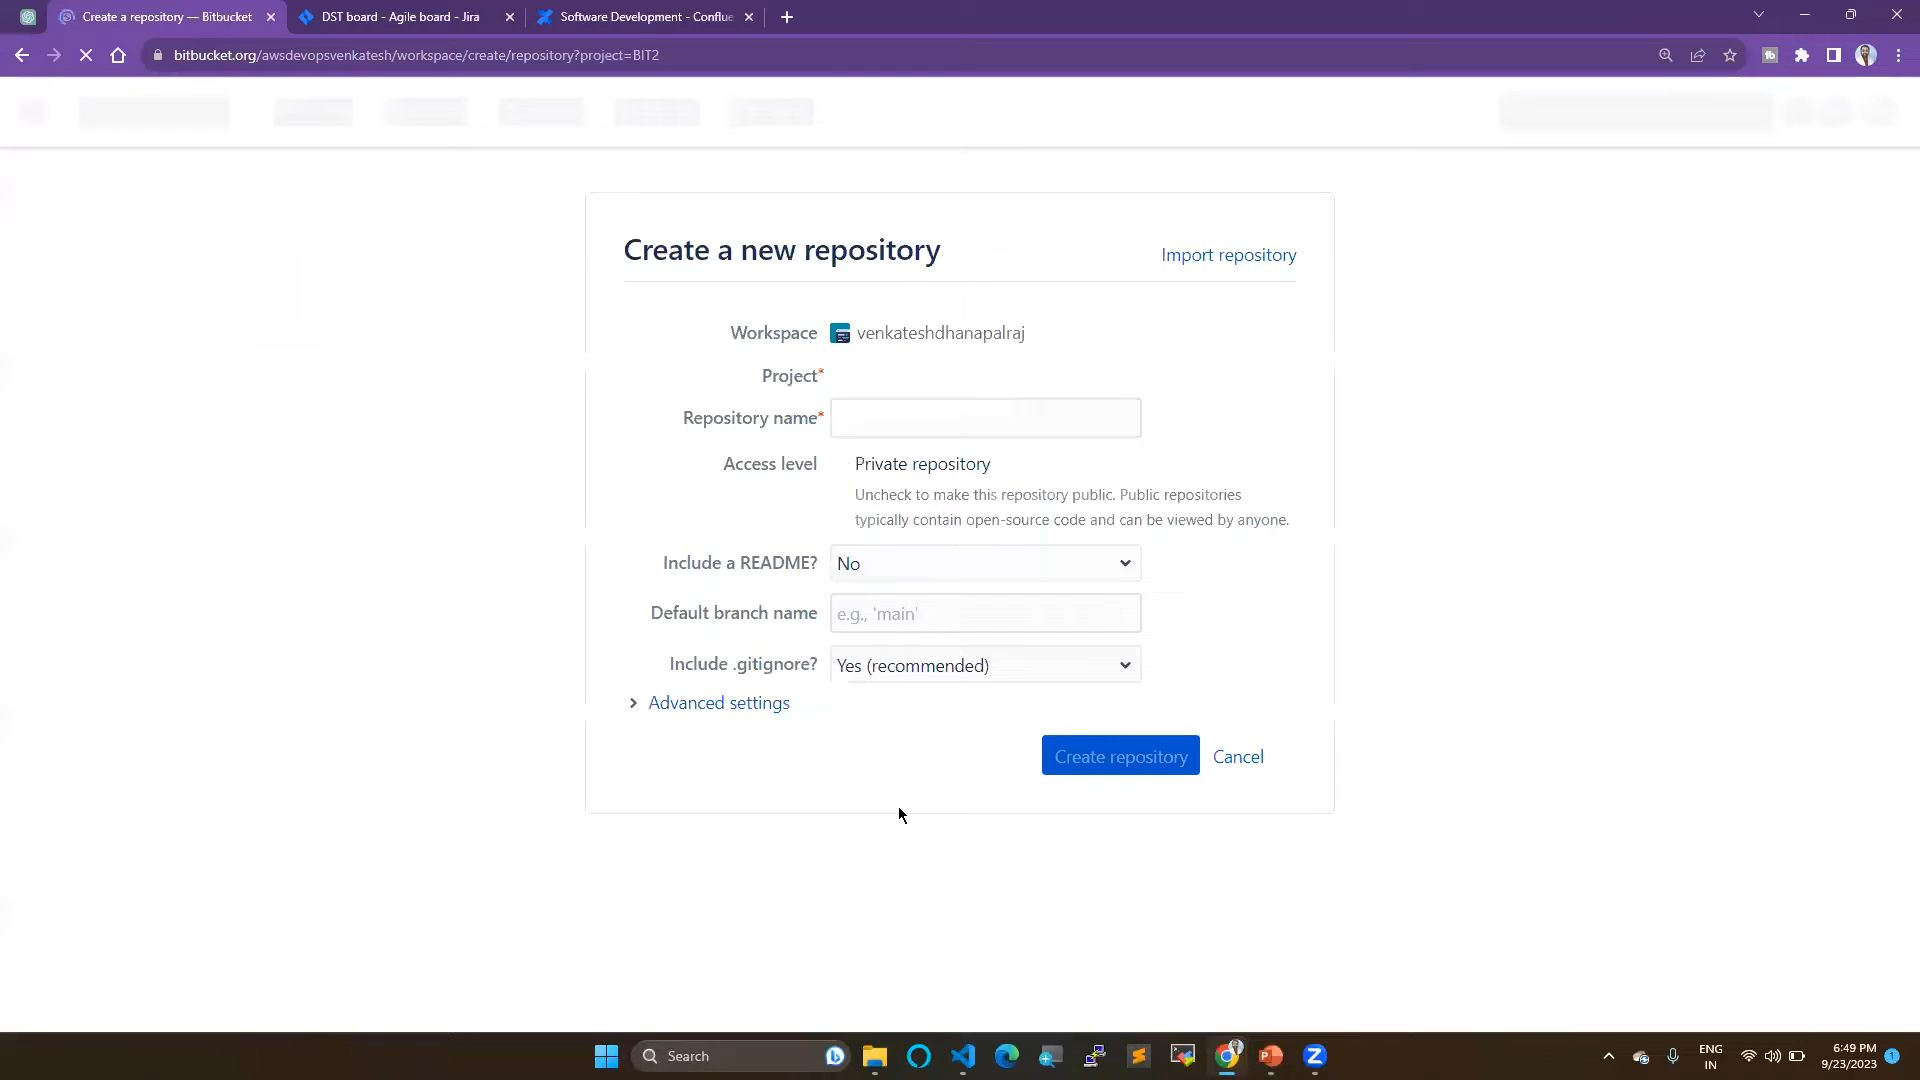 Create a repository — Bitbucket
DST board - Agile board - Jira
Software Development - Conflue
bitbucket.org/awsdevopsvenkatesh/workspace/create/repository?project=BIT2
Create a new repository
Import repository
Workspace venkateshdhanapalraj
Project*
Repository name*
Access level Private repository
Uncheck to make this repository public. Public repositories
typically contain open-source code and can be viewed by anyone.
Include a README? No
Default branch name e.g., 'main'
Include .gitignore? Yes (recommended)
Advanced settings
Create repository Cancel
Search
ENG
IN
6:49 PM
9/23/2023
1